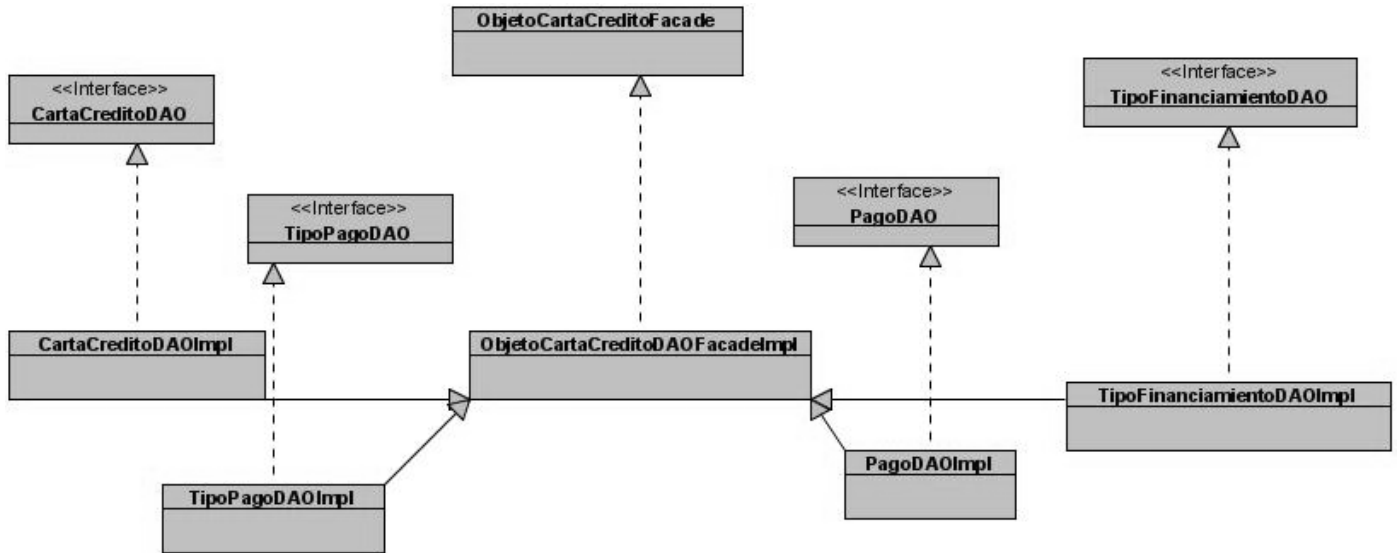 ObjetoCartaCreditoFacade
<<Interface>>
CartaCreditoDAO
<<Interface>>
TipoFinanciamientoDAO
<<Interface>>
TipoPagoDAO
<<Interface>>
PagoDAO
CartaCreditoDAOImpl
ObjetoCartaCreditoDAOFacadeImpl
TipoFinanciamientoDAOImpl
PagoDAOImpl
TipoPagoDAOImpl